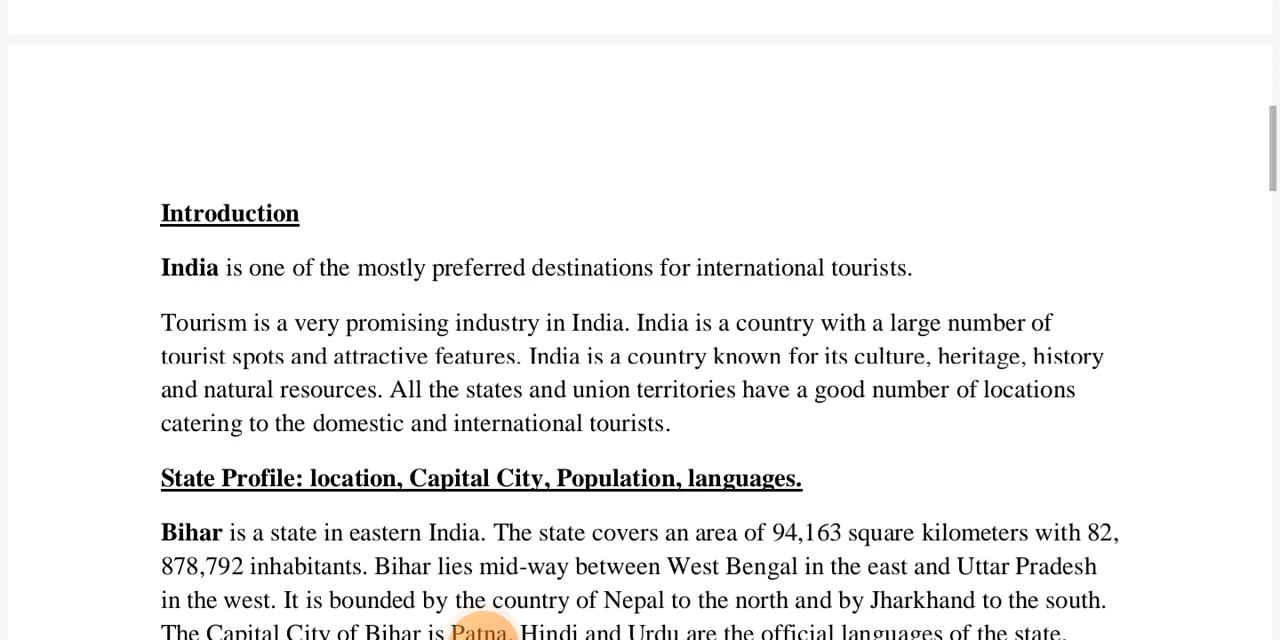 Introduction
India is one of the mostly preferred destinations for international tourists.
Tourism is a very promising industry in India. India is a country with a large number of
tourist spots and attractive features. India is a country known for its culture, heritage, history
and natural resources. All the states and union territories have a good number of locations
catering to the domestic and international tourists.
State Profile: location, Capital City, Population, languages.
Bihar is a state in eastern India. The state covers an area of 94,163 square kilometers with 82,
878,792 inhabitants. Bihar lies mid-way between West Bengal in the east and Uttar Pradesh
in the west. It is bounded by the country of Nepal to the north and by Jharkhand to the south.
The Capital City of Bihar is Patna. Hindi and Urdu are the official languages of the state.